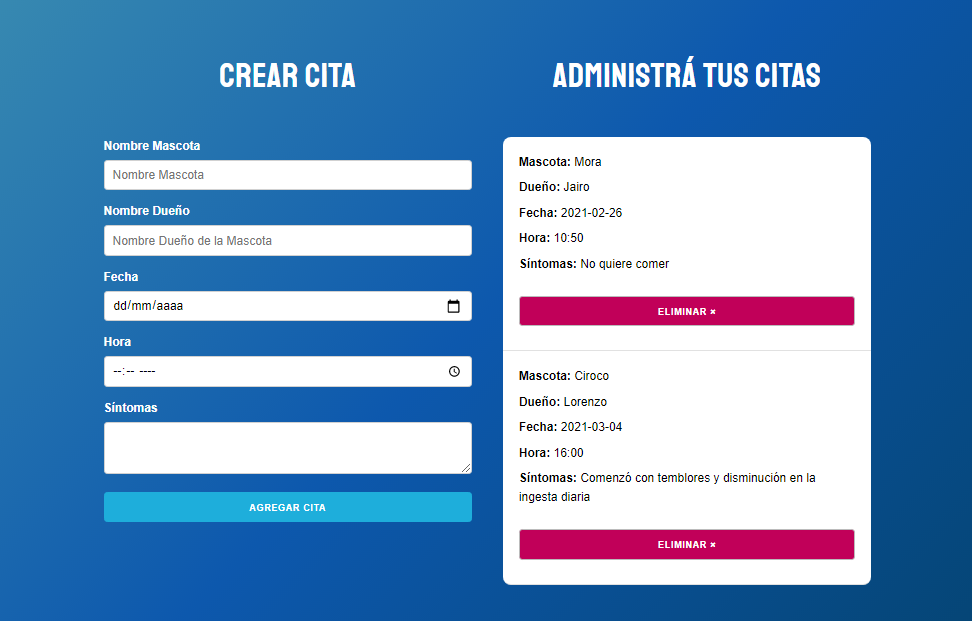 CREAR CITA
Nombre Mascota
Nombre Mascota
Nombre Dueño
Nombre Dueño de la Mascota
Fecha
dd/mm/aaaa
Hora
--:-- ----
Síntomas
AGREGAR CITA
ADMINISTRÁ TUS CITAS
Mascota: Mora
Dueño: Jairo
Fecha: 2021-02-26
Hora: 10:50
Síntomas: No quiere comer
ELIMINAR ×
Mascota: Ciroco
Dueño: Lorenzo
Fecha: 2021-03-04
Hora: 16:00
Síntomas: Comenzó con temblores y disminución en la
ingesta diaria
ELIMINAR ×